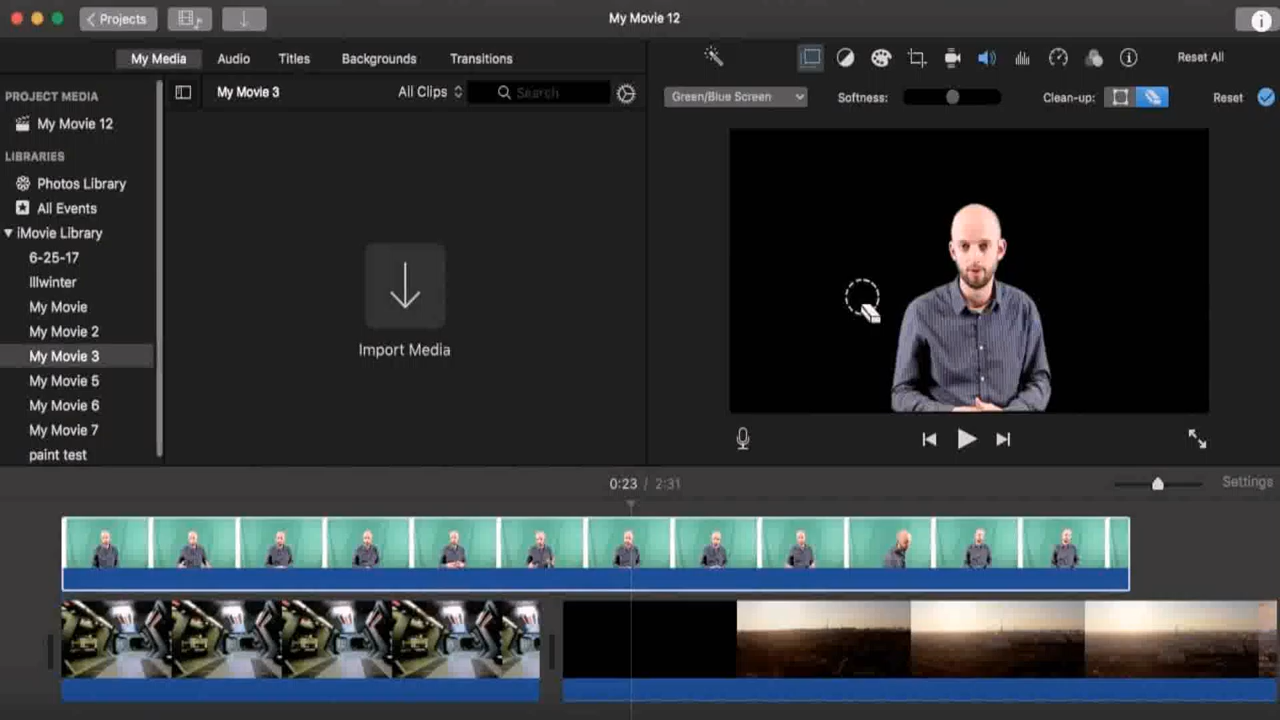 Projects
My Movie 12
My Media
Audio
Titles
Backgrounds
Transitions
Reset All
PROJECT MEDIA
My Movie 12
LIBRARIES
Photos Library
All Events
iMovie Library
6-25-17
Illwinter
My Movie
My Movie 2
My Movie 3
My Movie 5
My Movie 6
My Movie 7
paint test
My Movie 3
All Clips
Search
Import Media
Green/Blue Screen
Softness:
Clean-up:
Reset
0:23 / 2:31
Settings